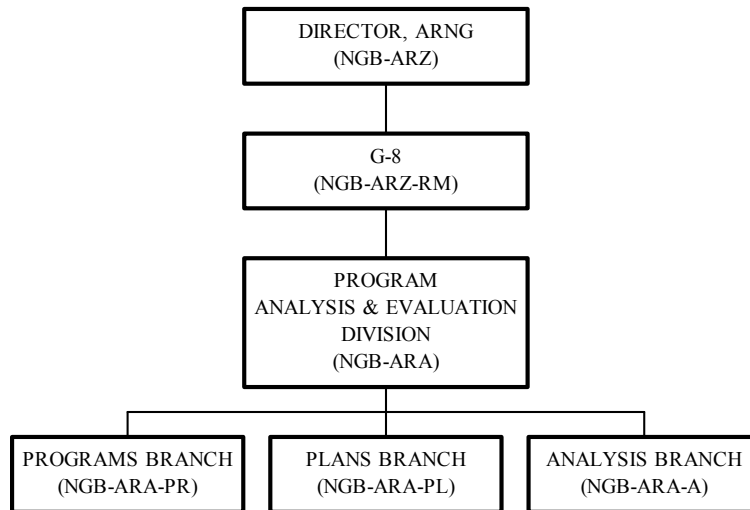 DIRECTOR, ARNG
(NGB-ARZ)
G-8
(NGB-ARZ-RM)
PROGRAM
ANALYSIS & EVALUATION
DIVISION
(NGB-ARA)
PROGRAMS BRANCH
(NGB-ARA-PR)
PLANS BRANCH
(NGB-ARA-PL)
ANALYSIS BRANCH
(NGB-ARA-A)